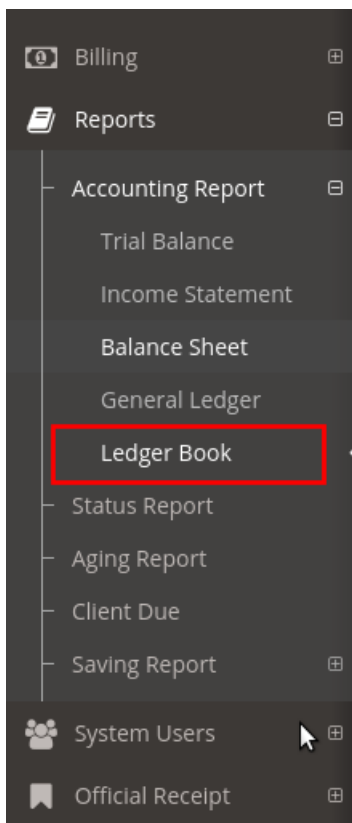 Billing
Reports
Accounting Report
Trial Balance
Income Statement
Balance Sheet
General Ledger
Ledger Book
Status Report
Aging Report
Client Due
Saving Report
System Users
Official Receipt